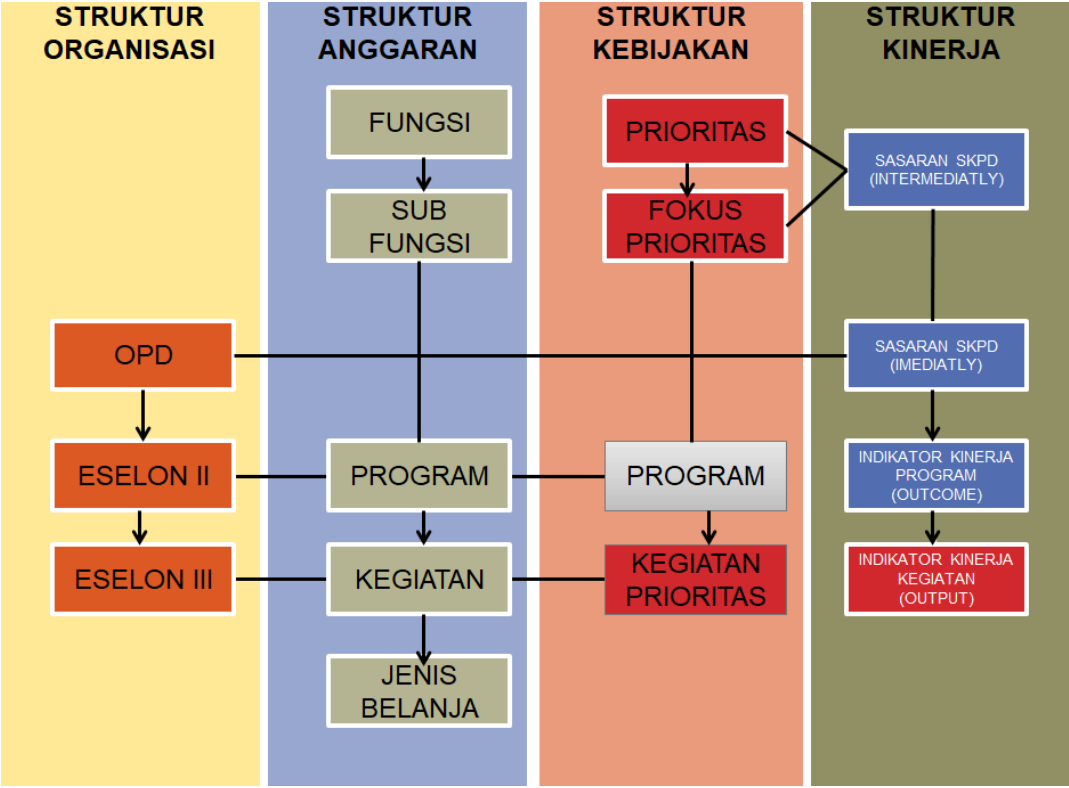 STRUKTUR
ORGANISASI
STRUKTUR
ANGGARAN
STRUKTUR
KEBIJAKAN
STRUKTUR
KINERJA
OPD
ESELON II
ESELON III
FUNGSI
SUB
FUNGSI
PROGRAM
KEGIATAN
JENIS
BELANJA
PRIORITAS
FOKUS
PRIORITAS
PROGRAM
KEGIATAN
PRIORITAS
SASARAN SKPD
(INTERMEDIATLY)
SASARAN SKPD
(IMEDIATLY)
INDIKATOR KINERJA
PROGRAM
(OUTCOME)
INDIKATOR KINERJA
KEGIATAN
(OUTPUT)